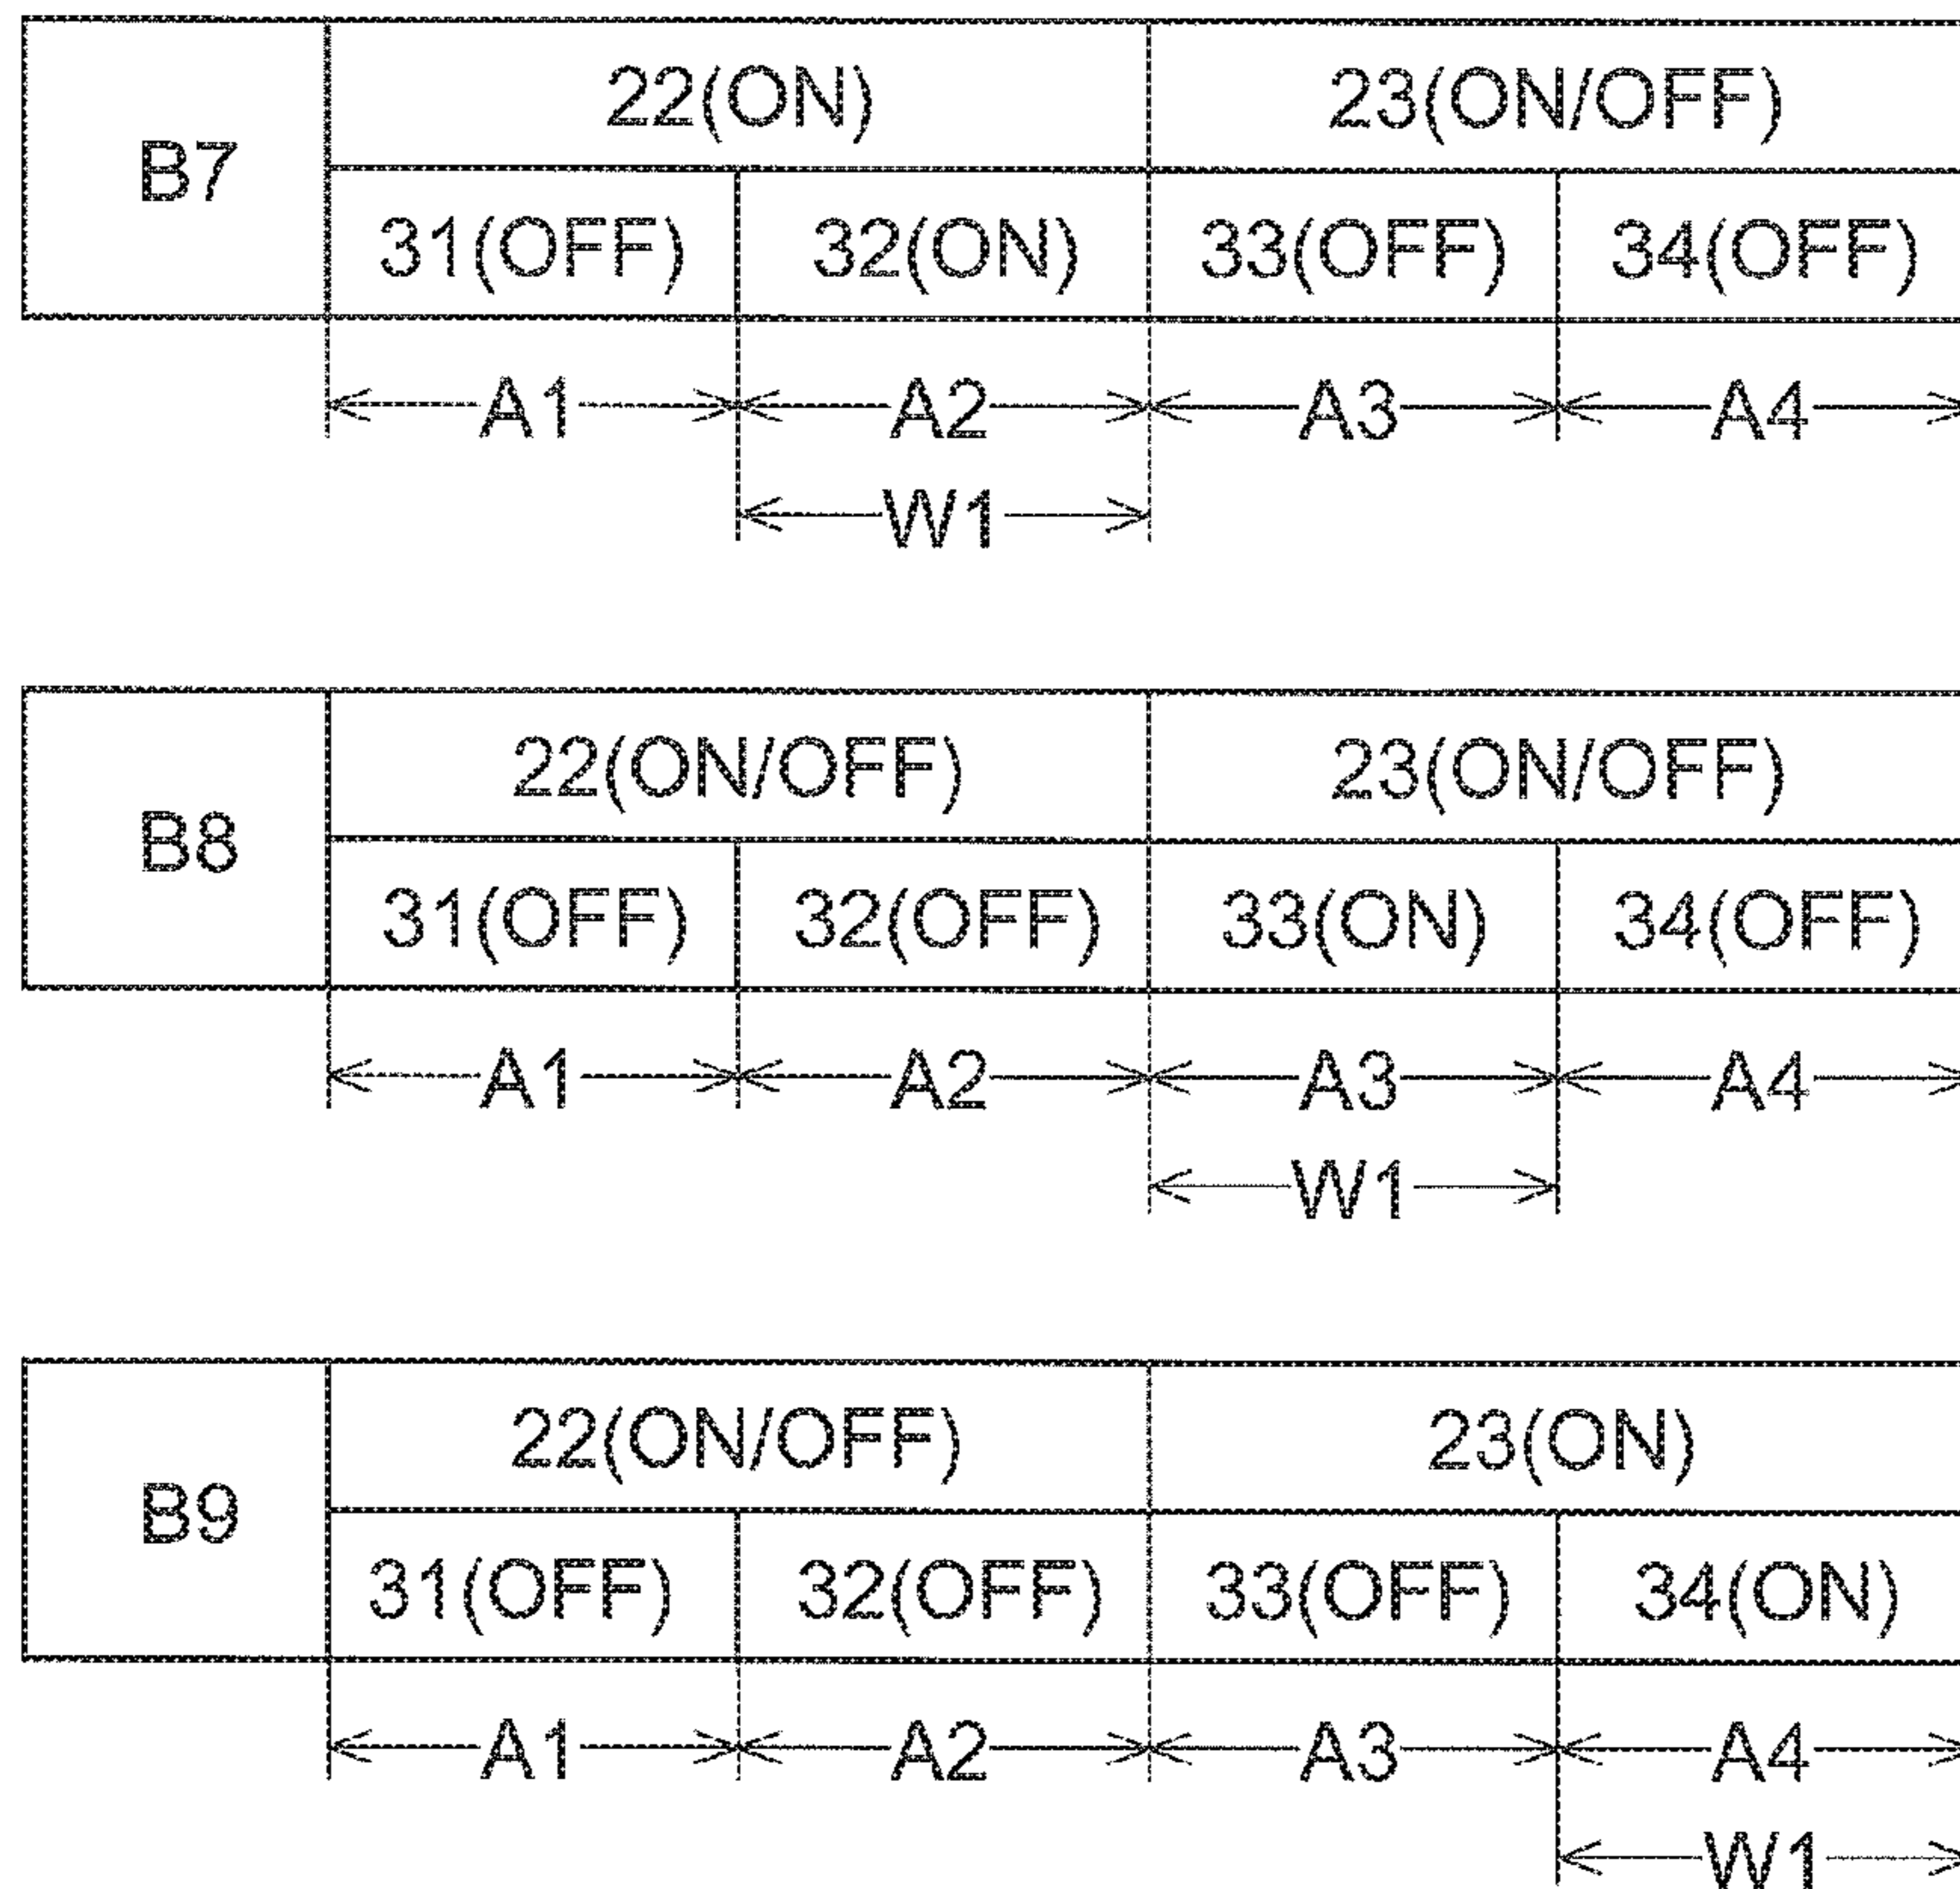 22(ON) 23(ON/OFF)
B7
31(OFF) 32(ON) 33(OFF) 34(OFF)
A1 A2 A3 A4
W1
22(ON/OFF) 23(ON/OFF)
B8
31(OFF) 32(OFF) 33(ON) 34(OFF)
A1 A2 A3 A4
W1
22(ON/OFF) 23(ON)
B9
31(OFF) 32(OFF) 33(OFF) 34(ON)
A1 A2 A3 A4
W1